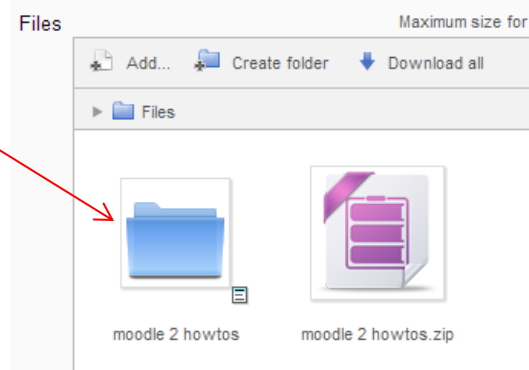 Files
Maximum size for
Add...
Create folder
Download all
Files
moodle 2 howtos
moodle 2 howtos.zip